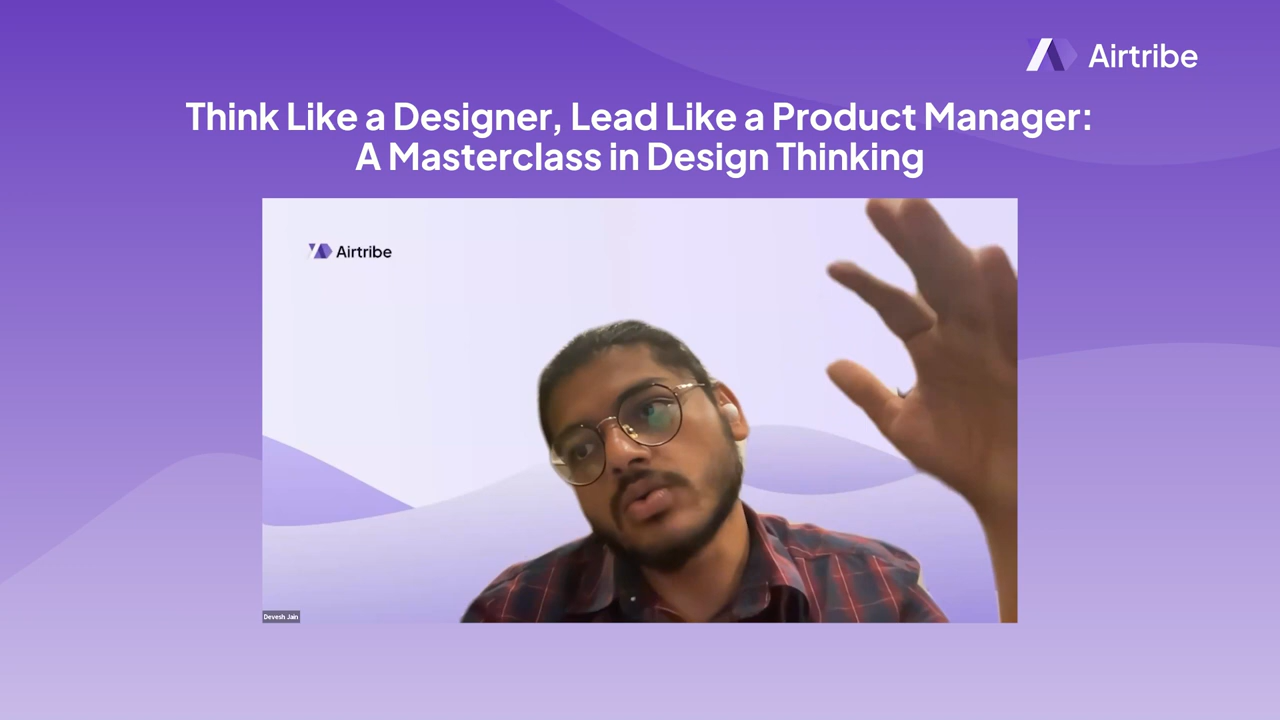 Airtribe
Think Like a Designer, Lead Like a Product Manager:
A Masterclass in Design Thinking
Airtribe
Devesh Jain